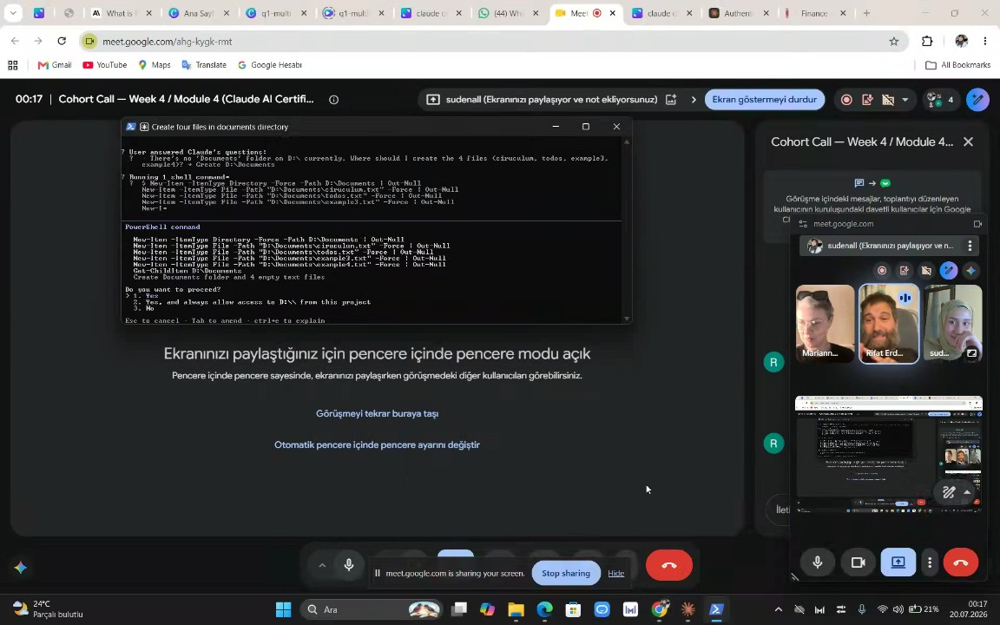 What is
Ana Sayf
q1-multi
q1-multi
claude c
(44) Wha
Meet
claude d
Authent
Finance
meet.google.com/ahg-kygk-rmt
Gmail
YouTube
Maps
Translate
Google Hesabı
All Bookmarks
00:17 | Cohort Call — Week 4 / Module 4 (Claude AI Certifi...
sudenall (Ekranınızı paylaşıyor ve not ekliyorsunuz)
Ekran göstermeyi durdur
4
Create four files in documents directory
? User answered Claude's questions:
? · There's no 'Documents' folder on D:\ currently. Where should I create the 4 files (ciruculum, todos, example3,
example4)? → Create D:\Documents
? Running 1 shell command…
? $ New-Item -ItemType Directory -Force -Path D:\Documents | Out-Null
New-Item -ItemType File -Path "D:\Documents\ciruculum.txt" -Force | Out-Null
New-Item -ItemType File -Path "D:\Documents\todos.txt" -Force | Out-Null
New-Item -ItemType File -Path "D:\Documents\example3.txt" -Force | Out-Null
New-I…
PowerShell command
New-Item -ItemType Directory -Force -Path D:\Documents | Out-Null
New-Item -ItemType File -Path "D:\Documents\ciruculum.txt" -Force | Out-Null
New-Item -ItemType File -Path "D:\Documents\todos.txt" -Force | Out-Null
New-Item -ItemType File -Path "D:\Documents\example3.txt" -Force | Out-Null
New-Item -ItemType File -Path "D:\Documents\example4.txt" -Force | Out-Null
Get-ChildItem D:\Documents
Create Documents folder and 4 empty text files
Do you want to proceed?
> 1. Yes
2. Yes, and always allow access to D:\\ from this project
3. No
Esc to cancel · Tab to amend · ctrl+e to explain
Ekranınızı paylaştığınız için pencere içinde pencere modu açık
Pencere içinde pencere sayesinde, ekranınızı paylaşırken görüşmedeki diğer kullanıcıları görebilirsiniz.
Görüşmeyi tekrar buraya taşı
Otomatik pencere içinde pencere ayarını değiştir
Cohort Call — Week 4 / Module 4...
Görüşme içindeki mesajlar, toplantıyı düzenleyen
kullanıcının kuruluşundaki davetli kullanıcılar için Google
meet.google.com
sudenall (Ekranınızı paylaşıyor ve n...
Mariann...
Rifat Erd...
sud...
R
R
İleti
meet.google.com is sharing your screen.
Stop sharing
Hide
24°C
Parçalı bulutlu
Ara
21%
00:17
20.07.2026